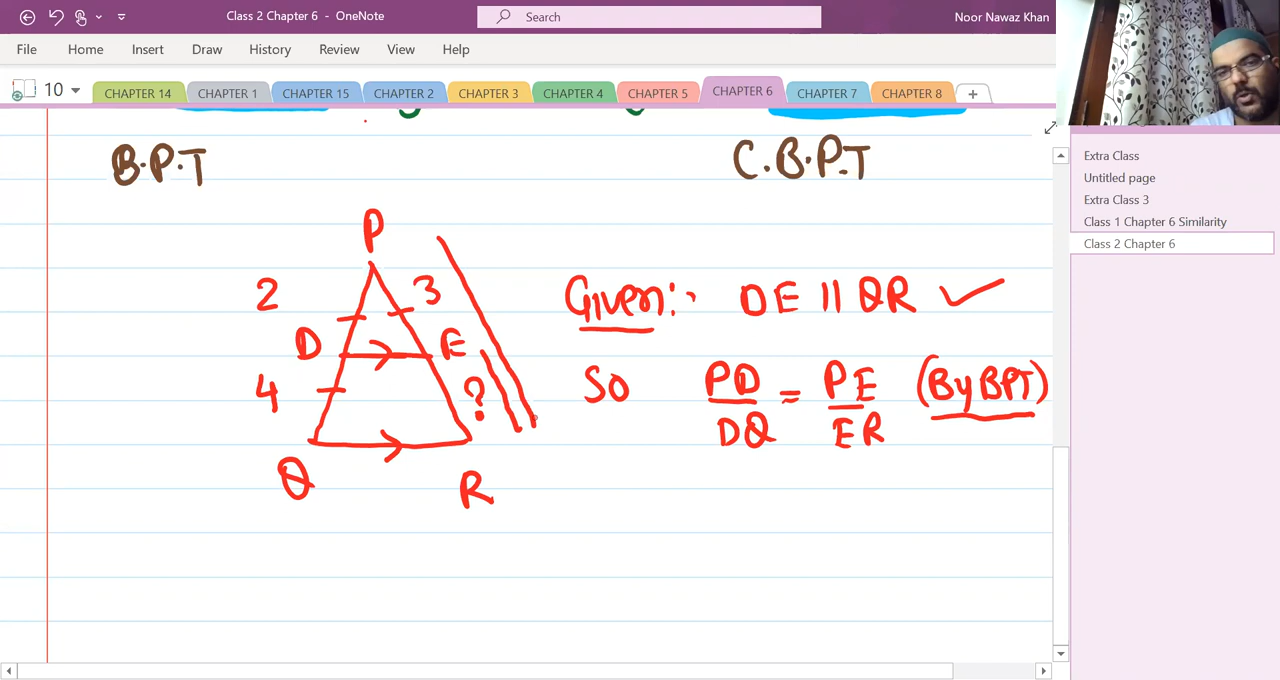 Class 2 Chapter 6 - OneNote
Search
Noor Nawaz Khan
File Home Insert Draw History Review View Help
10 CHAPTER 14 CHAPTER 1 CHAPTER 15 CHAPTER 2 CHAPTER 3 CHAPTER 4 CHAPTER 5 CHAPTER 6 CHAPTER 7 CHAPTER 8 +
Extra Class
Untitled page
Extra Class 3
Class 1 Chapter 6 Similarity
Class 2 Chapter 6
B.P.T
C.B.P.T
P
2 3
D E
4 ?
Q R
Given:- DE || QR ✓
So PD/DQ = PE/ER (By BPT)